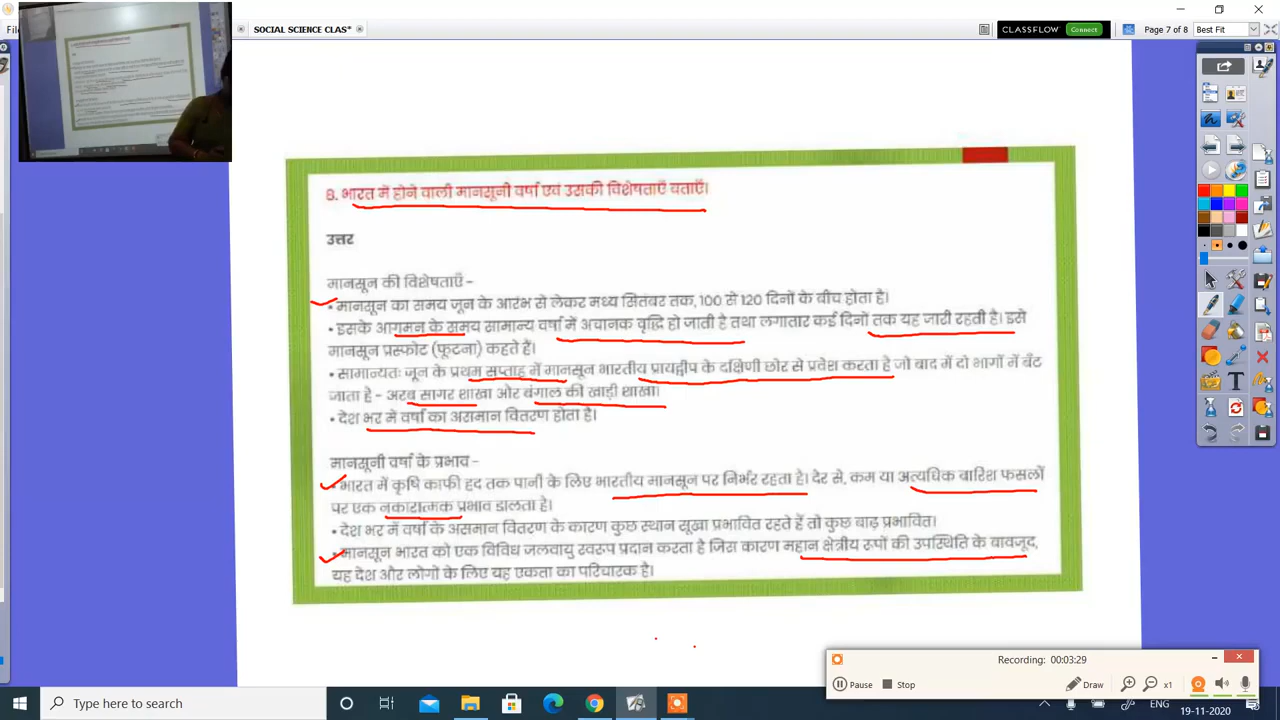 SOCIAL SCIENCE CLAS*
CLASSFLOW Connect
Page 7 of 8
Best Fit
8. भारत में होने वाली मानसूनी वर्षा एवं उसकी विशेषताएँ बताएँ।
उत्तर
मानसून की विशेषताएँ -
• मानसून का समय जून के आरंभ से लेकर मध्य सितंबर तक, 100 से 120 दिनों के बीच होता है।
• इसके आगमन के समय सामान्य वर्षा में अचानक वृद्धि हो जाती है तथा लगातार कई दिनों तक यह जारी रहती है। इसे
मानसून प्रस्फोट (फूटना) कहते हैं।
• सामान्यतः जून के प्रथम सप्ताह में मानसून भारतीय प्रायद्वीप के दक्षिणी छोर से प्रवेश करता है जो बाद में दो भागों में बँट
जाता है - अरब सागर शाखा और बंगाल की खाड़ी शाखा।
• देश भर में वर्षा का असमान वितरण होता है।
मानसूनी वर्षा के प्रभाव -
• भारत में कृषि काफी हद तक पानी के लिए भारतीय मानसून पर निर्भर रहता है। देर से, कम या अत्यधिक बारिश फसलों
पर एक नकारात्मक प्रभाव डालता है।
• देश भर में वर्षा के असमान वितरण के कारण कुछ स्थान सूखा प्रभावित रहते हैं तो कुछ बाढ़ प्रभावित।
• मानसून भारत को एक विविध जलवायु स्वरूप प्रदान करता है जिस कारण महान क्षेत्रीय रूपों की उपस्थिति के बावजूद,
यह देश और लोगों के लिए यह एकता का परिचारक है।
Recording: 00:03:29
Pause
Stop
Draw
x1
Type here to search
ENG
19-11-2020